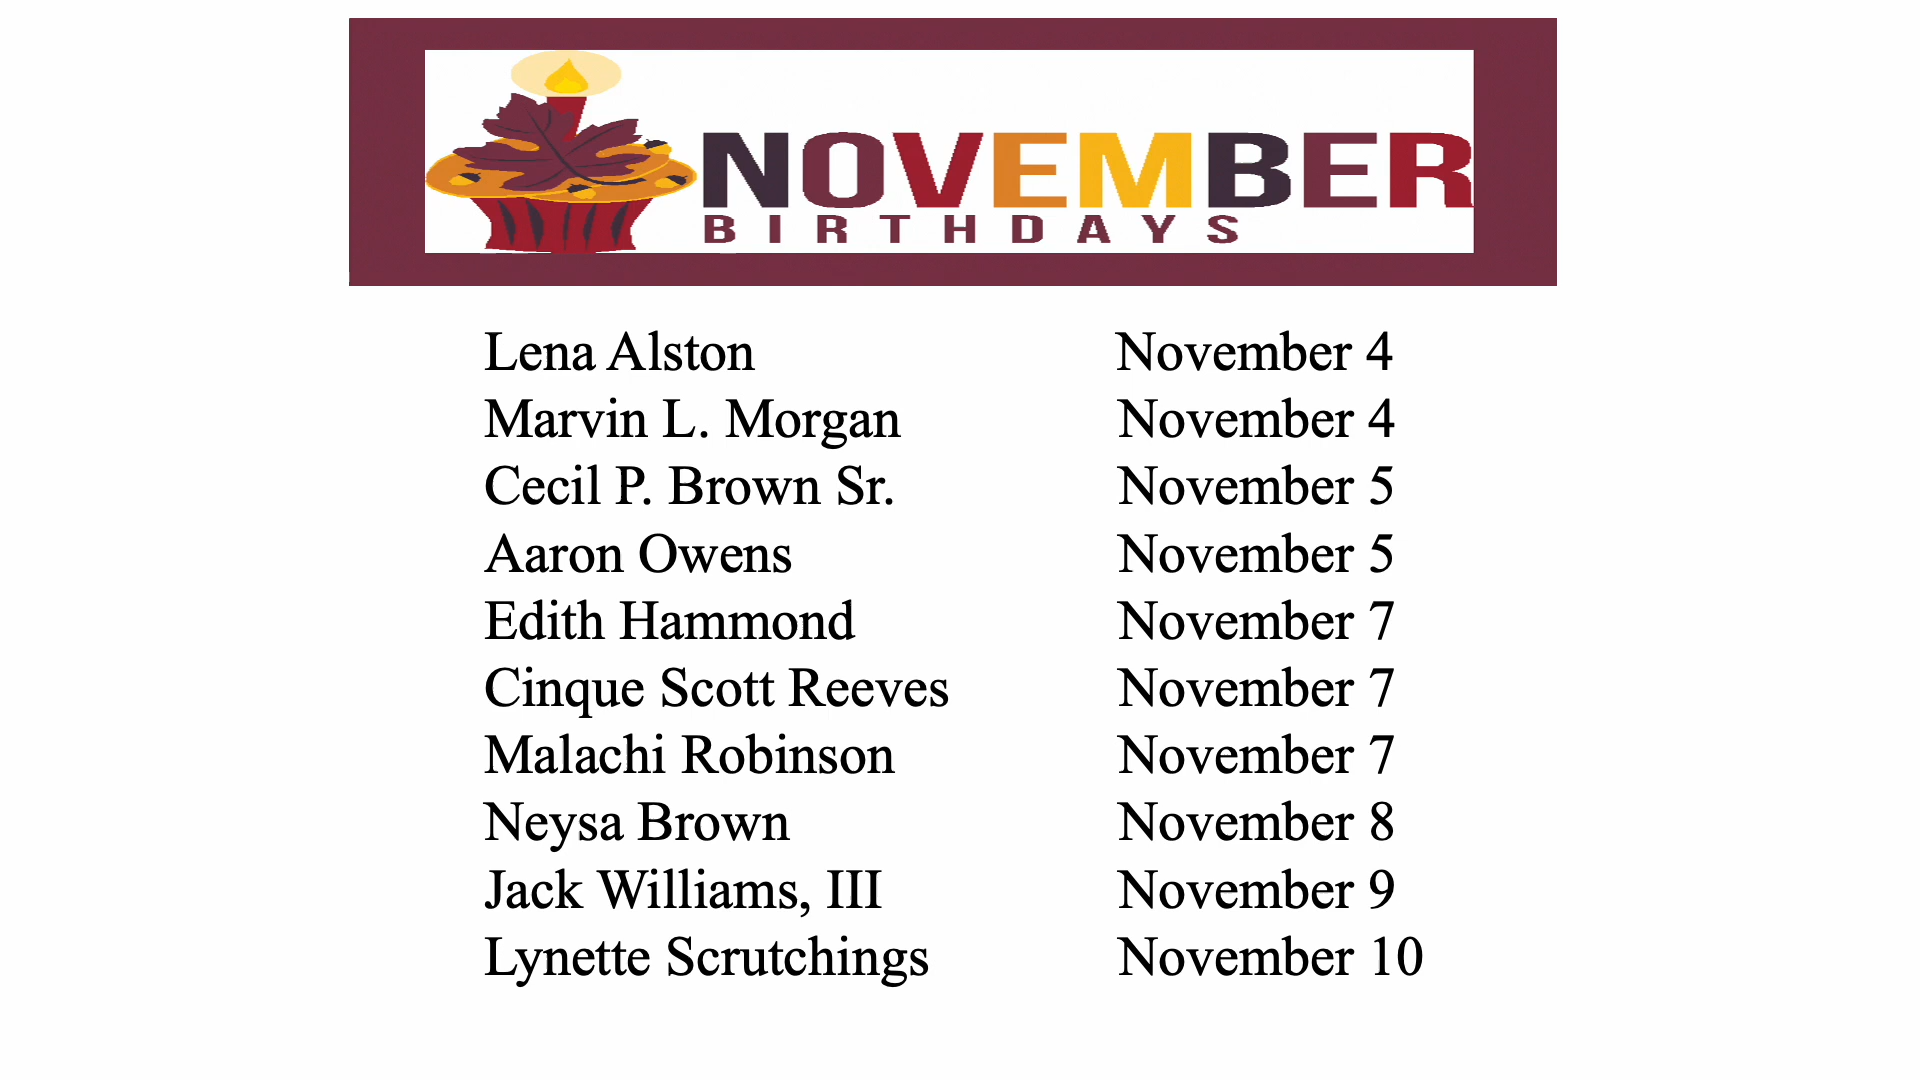 NOVEMBER
BIRTHDAYS
Lena Alston November 4
Marvin L. Morgan November 4
Cecil P. Brown Sr. November 5
Aaron Owens November 5
Edith Hammond November 7
Cinque Scott Reeves November 7
Malachi Robinson November 7
Neysa Brown November 8
Jack Williams, III November 9
Lynette Scrutchings November 10